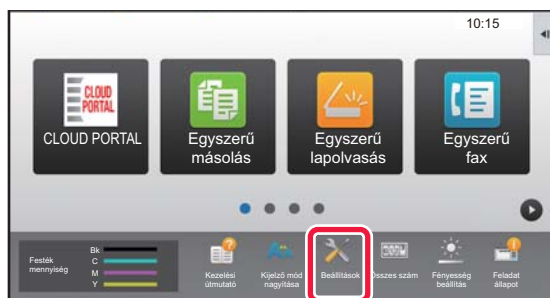 10:15
CLOUD
PORTAL
CLOUD PORTAL
Egyszerű
másolás
Egyszerű
lapolvasás
Egyszerű
fax
Festék
mennyiség
Bk
C
M
Y
Kezelési
útmutató
Kijelző mód
nagyítása
Beállítások
Összes szám
Fényesség
beállítás
Feladat
állapot